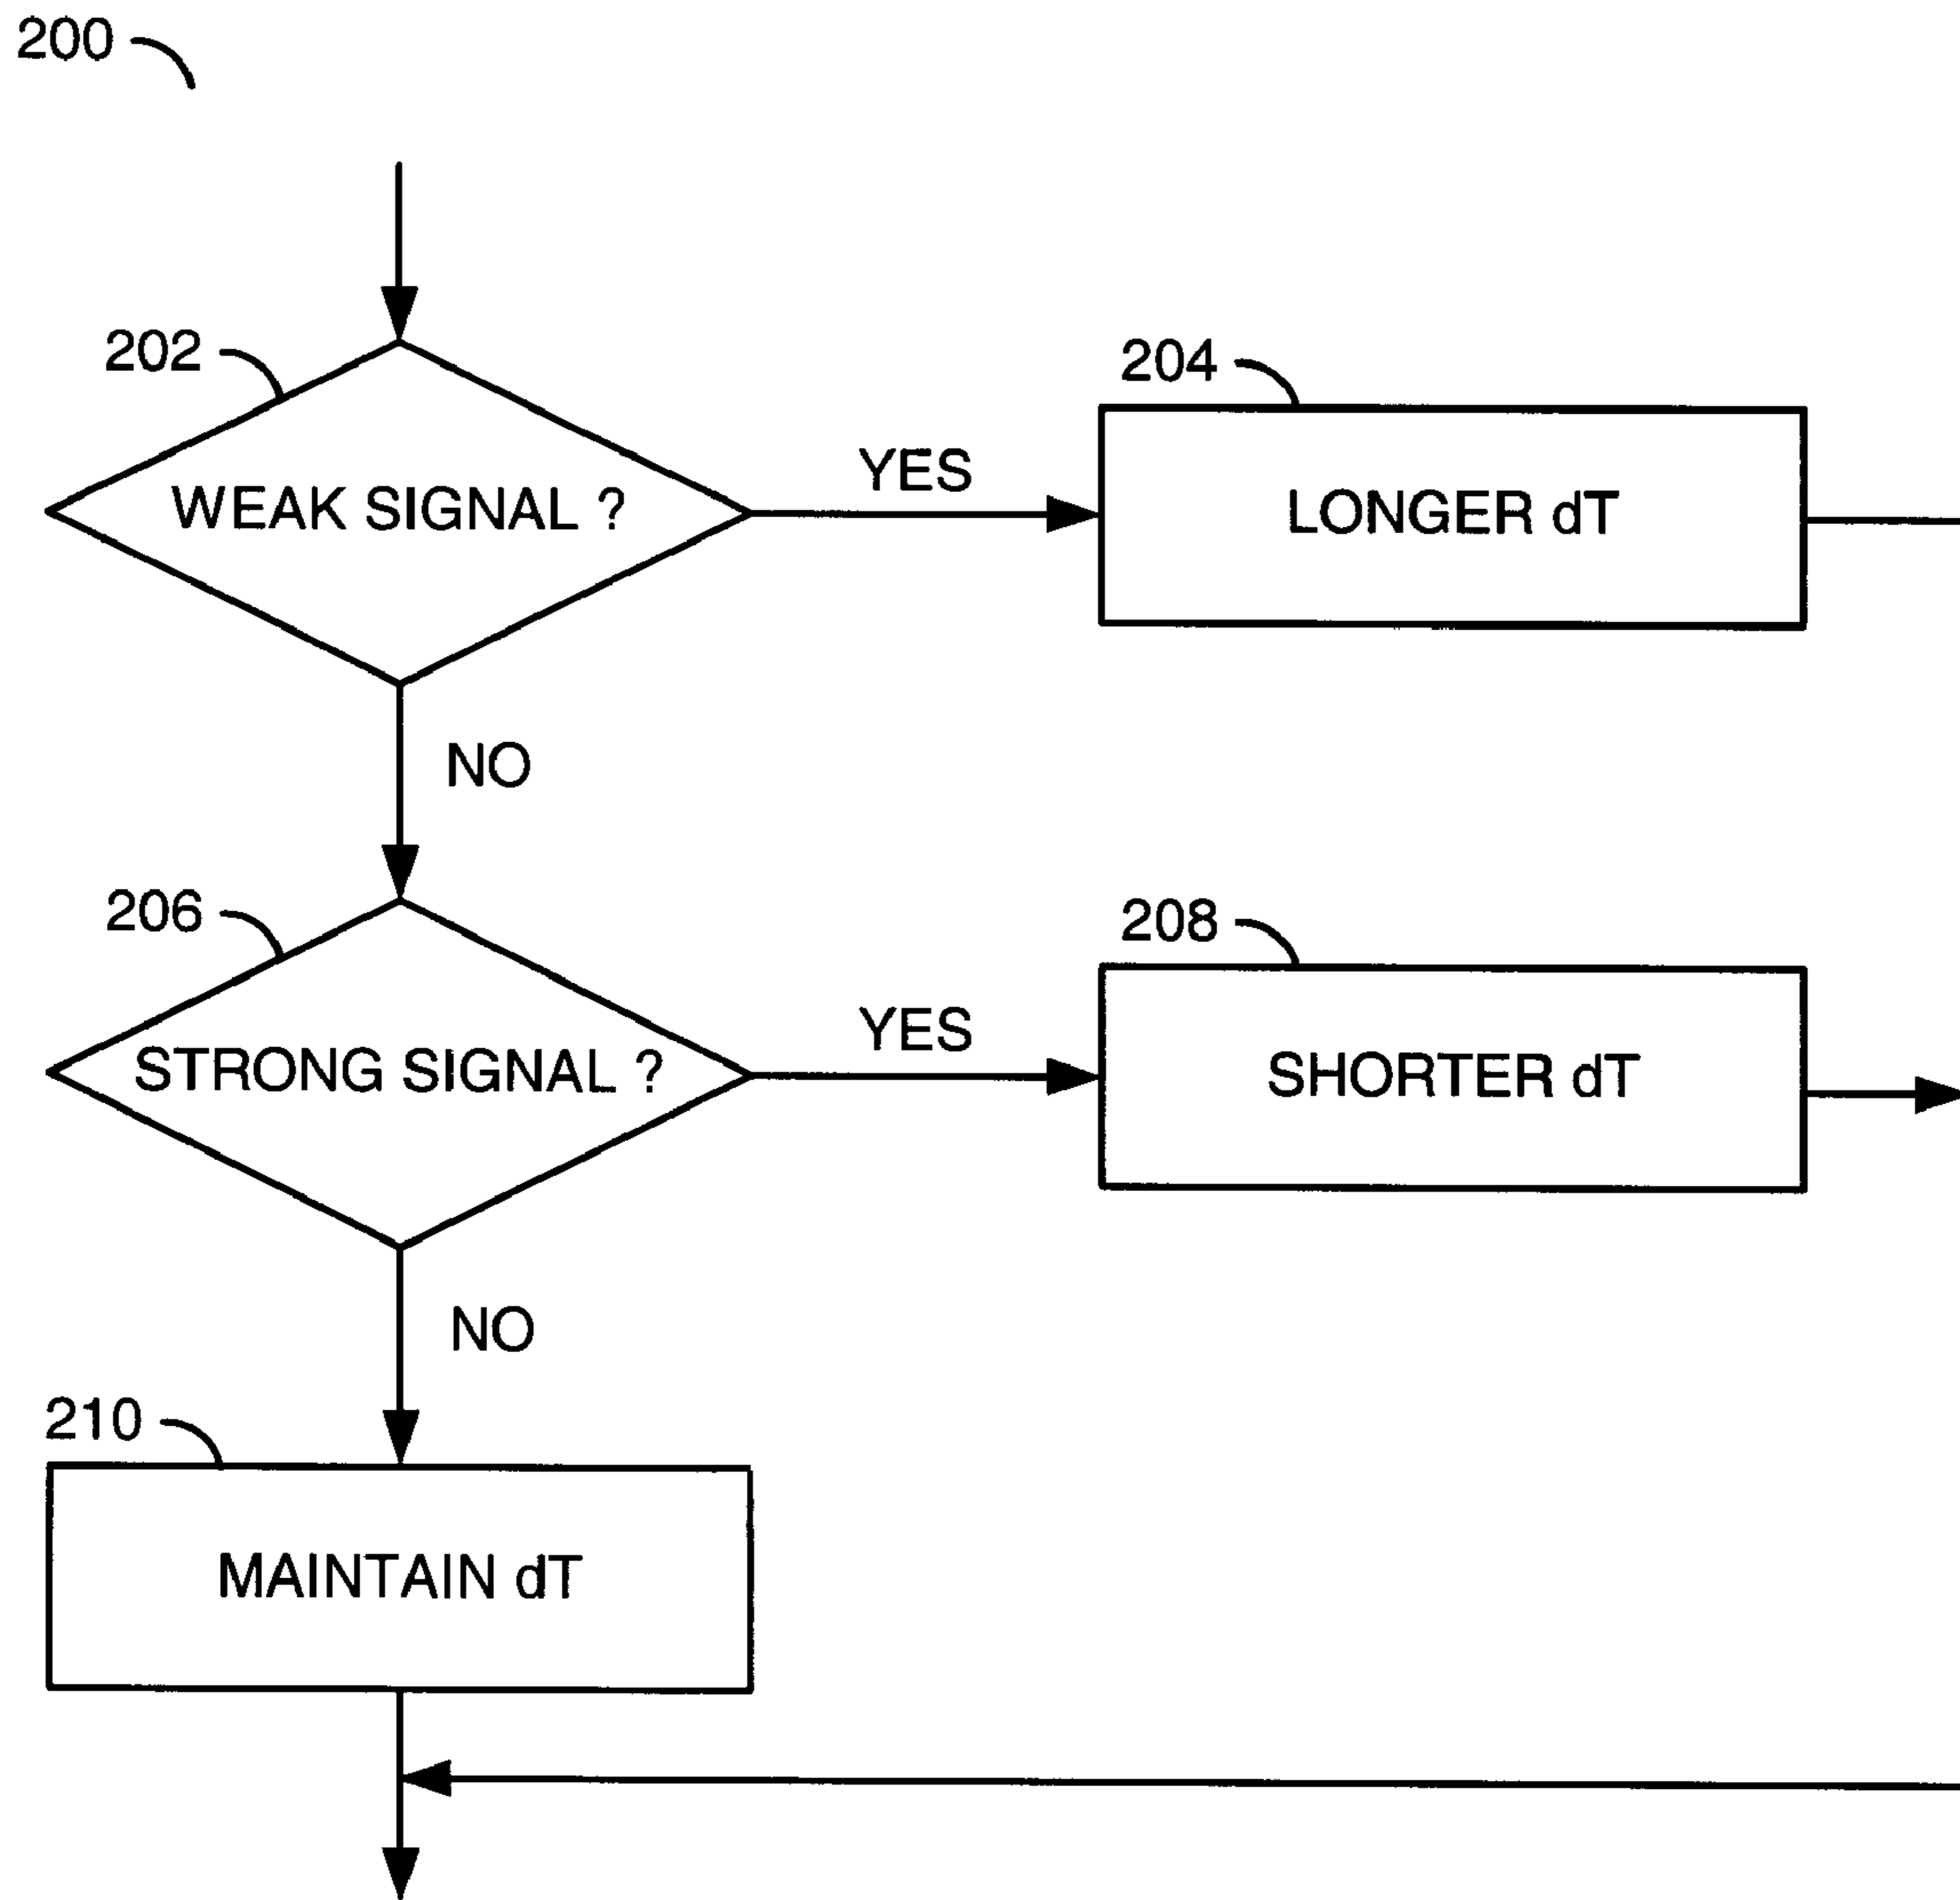 200
202
WEAK SIGNAL ?
YES
204
LONGER dT
NO
206
STRONG SIGNAL ?
YES
208
SHORTER dT
NO
210
MAINTAIN dT